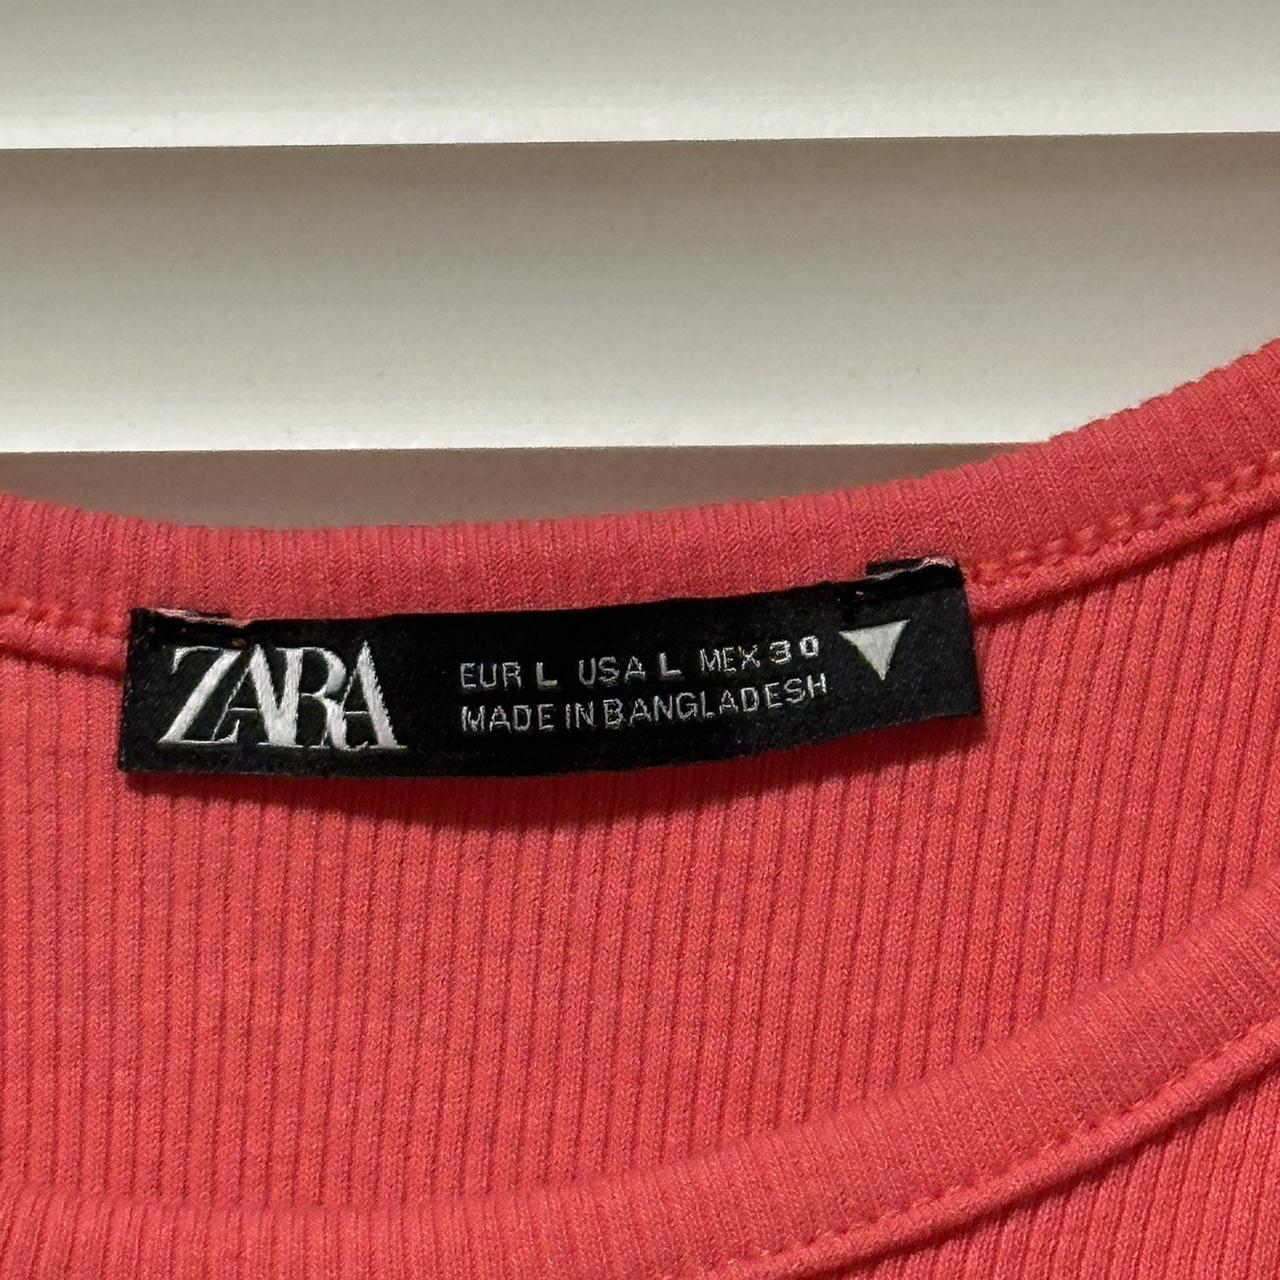 ZARA
EUR L USA L MEX 30
MADE IN BANGLADESH